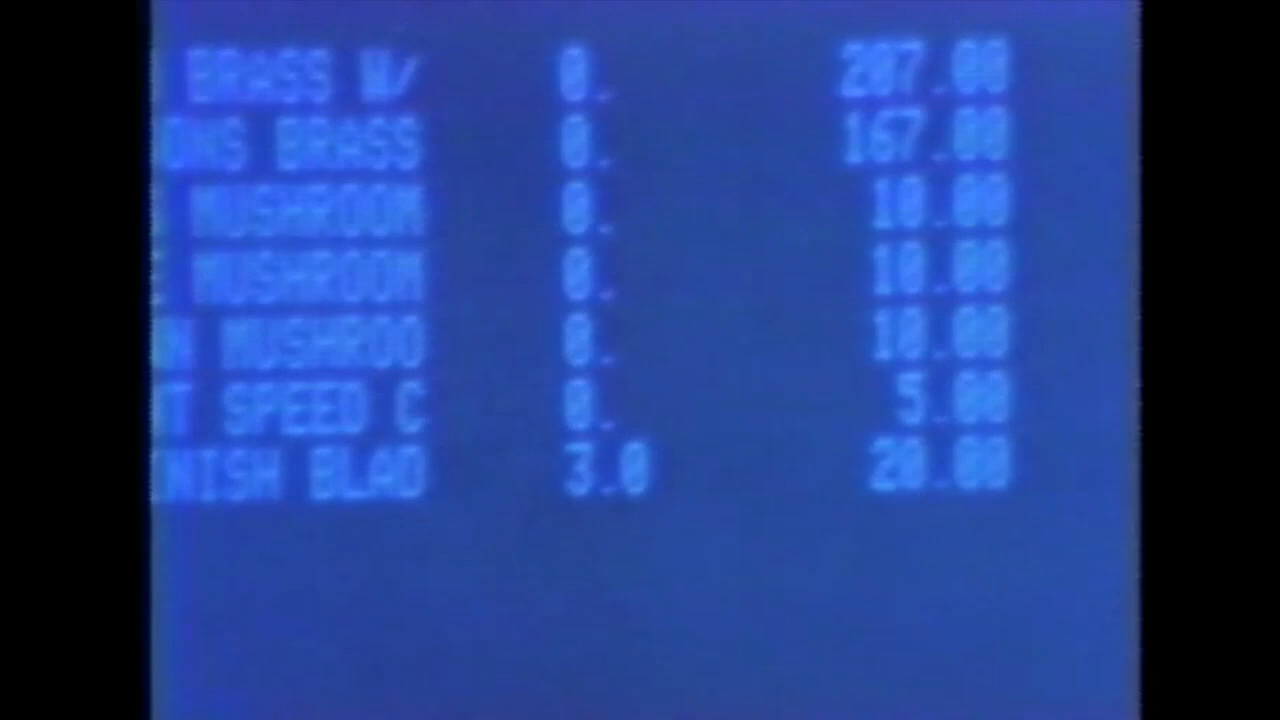 BRASS W/ 0. 207.00
ONS BRASS 0. 167.00
MUSHROOM 0. 10.00
E MUSHROOM 0. 10.00
N MUSHROO 0. 10.00
T SPEED C 0. 5.00
NISH BLAD 3.0 20.00